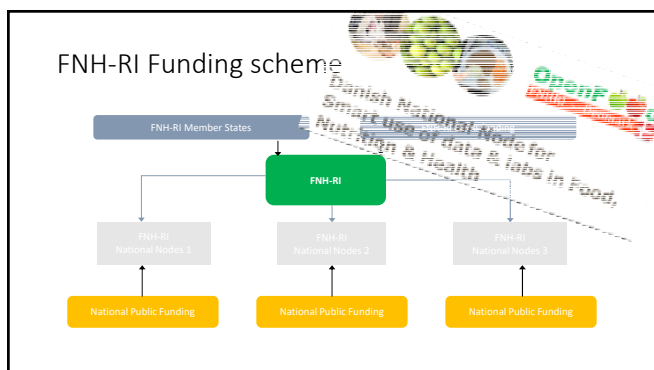 FNH-RI Funding scheme
OpenF
Danish National Node for
Smart use of data & labs in Food,
Nutrition & Health
FNH-RI Member States
FNH-RI
FNH-RI
National Nodes 1
FNH-RI
National Nodes 2
FNH-RI
National Nodes 3
National Public Funding
National Public Funding
National Public Funding